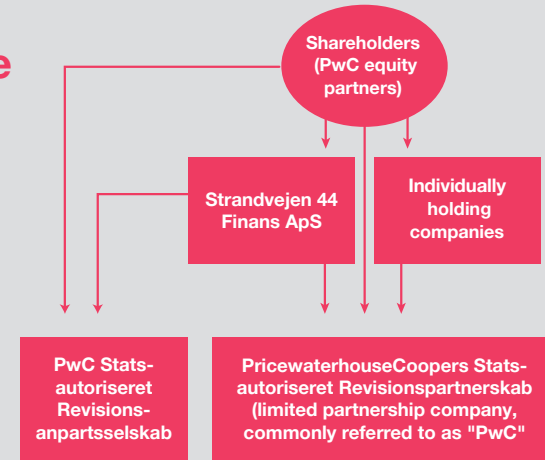 e
Shareholders
(PwC equity
partners)
Strandvejen 44
Finans ApS
Individually
holding
companies
PwC Stats-
autoriseret
Revisions-
anpartsselskab
PricewaterhouseCoopers Stats-
autoriseret Revisionspartnerskab
(limited partnership company,
commonly referred to as "PwC"